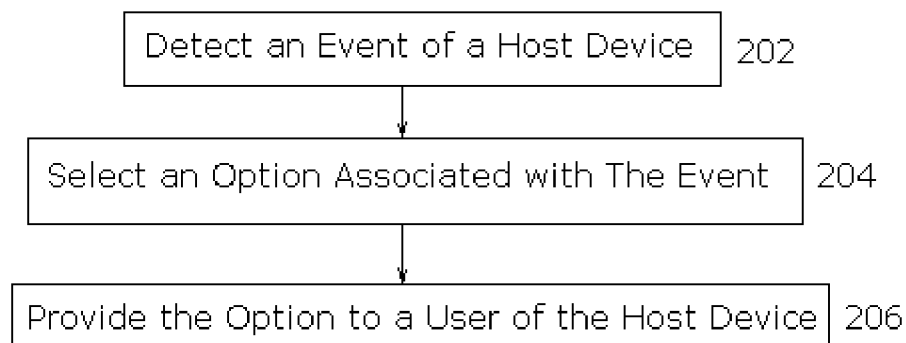 Detect an Event of a Host Device 202
Select an Option Associated with The Event 204
Provide the Option to a User of the Host Device 206